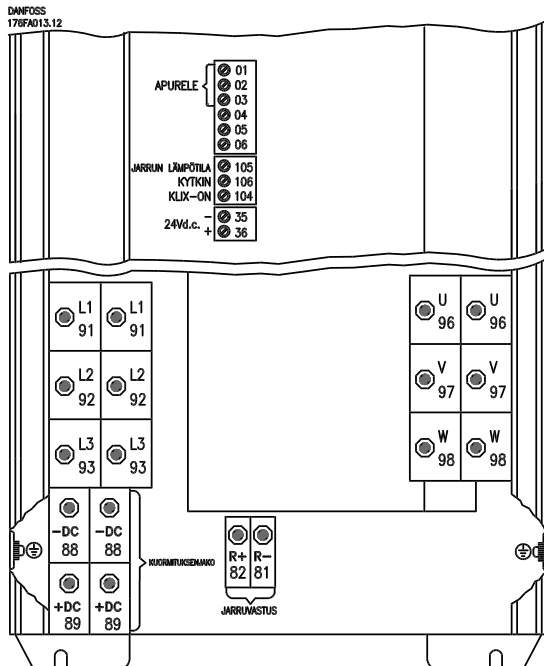 DANFOSS
176FA013.12
APURELE
01
02
03
04
05
06
JARRUN LÄMPÖTILA 105
KYTKIN 106
KLIX-ON 104
24Vd.c.
- 35
+ 36
L1 91
L1 91
U 96
U 96
L2 92
L2 92
V 97
V 97
L3 93
L3 93
W 98
W 98
-DC 88
-DC 88
KUORMITUKSENJAKO
R+ 82
R- 81
+DC 89
+DC 89
JARRUVASTUS